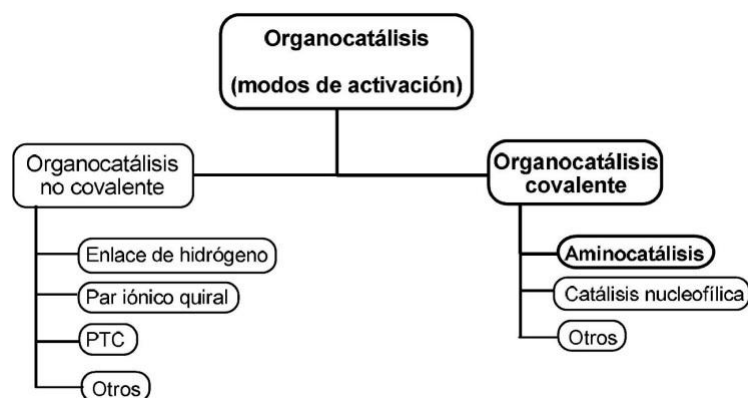 Organocatálisis
(modos de activación)
Organocatálisis
no covalente
Enlace de hidrógeno
Par iónico quiral
PTC
Otros
Organocatálisis
covalente
Aminocatálisis
Catálisis nucleofílica
Otros